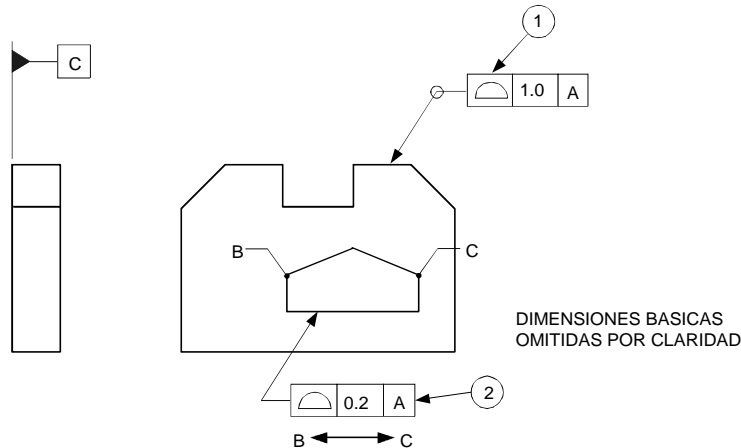 1
C
1.0 A
B
C
DIMENSIONES BASICAS
OMITIDAS POR CLARIDAD
0.2 A
2
B C